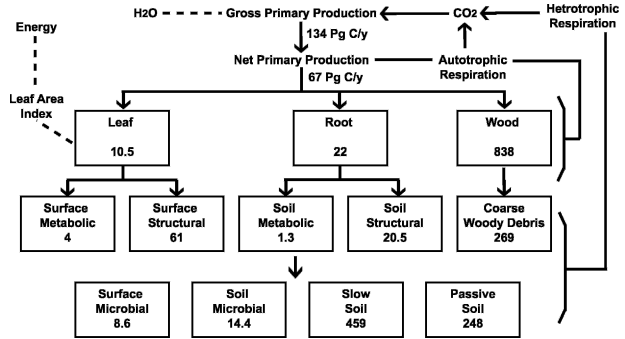 H2O
Gross Primary Production
CO2
Hetrotrophic
Respiration
Energy
134 Pg C/y
Net Primary Production
Autotrophic
Respiration
67 Pg C/y
Leaf Area
Index
Leaf
10.5
Root
22
Wood
838
Surface
Metabolic
4
Surface
Structural
61
Soil
Metabolic
1.3
Soil
Structural
20.5
Coarse
Woody Debris
269
Surface
Microbial
8.6
Soil
Microbial
14.4
Slow
Soil
459
Passive
Soil
248